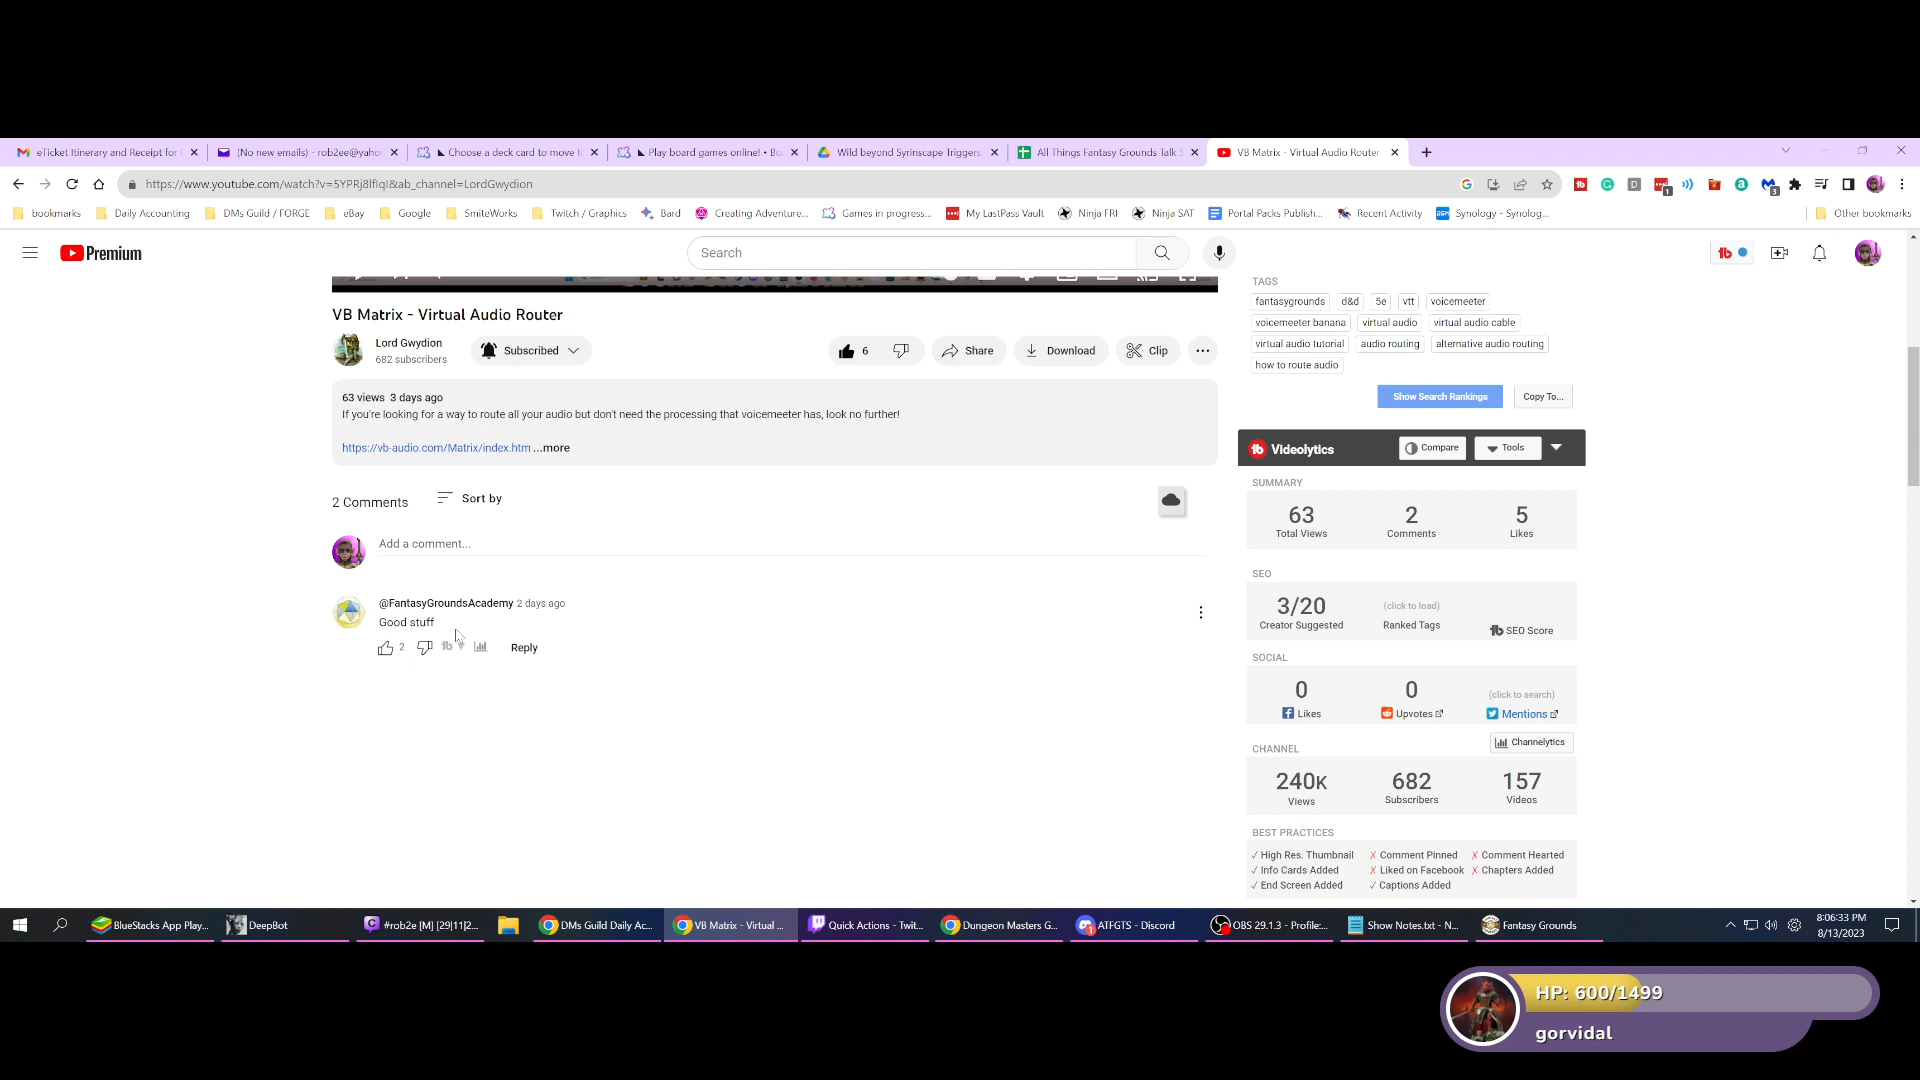 eTicket Itinerary and Receipt for
(No new emails) - rob2ee@yaho
Choose a deck card to move to
Play board games online! • Bo
Wild beyond Syrinscape Triggers
All Things Fantasy Grounds Talk S
VB Matrix - Virtual Audio Router
https://www.youtube.com/watch?v=5YPRj8lfIqI&ab_channel=LordGwydion
bookmarks
Daily Accounting
DMs Guild / FORGE
eBay
Google
SmiteWorks
Twitch / Graphics
Bard
Creating Adventure...
Games in progress...
My LastPass Vault
Ninja FRI
Ninja SAT
Portal Packs Publish...
Recent Activity
Synology - Synolog...
Other bookmarks
Premium
Search
VB Matrix - Virtual Audio Router
Lord Gwydion
682 subscribers
Subscribed
6
Share
Download
Clip
63 views 3 days ago
If you're looking for a way to route all your audio but don't need the processing that voicemeeter has, look no further!
https://vb-audio.com/Matrix/index.htm ...more
2 Comments
Sort by
Add a comment...
@FantasyGroundsAcademy 2 days ago
Good stuff
2
Reply
TAGS
fantasygrounds d&d 5e vtt voicemeeter
voicemeeter banana virtual audio virtual audio cable
virtual audio tutorial audio routing alternative audio routing
how to route audio
Show Search Rankings
Copy To...
Videolytics
Compare
Tools
SUMMARY
63 2 5
Total Views Comments Likes
SEO
3/20 (click to load)
Creator Suggested Ranked Tags tb SEO Score
SOCIAL
0 0 (click to search)
Likes Upvotes Mentions
CHANNEL
Channelytics
240K 682 157
Views Subscribers Videos
BEST PRACTICES
✓ High Res. Thumbnail ✗ Comment Pinned ✗ Comment Hearted
✓ Info Cards Added ✗ Liked on Facebook ✗ Chapters Added
✓ End Screen Added ✓ Captions Added
BlueStacks App Play...
DeepBot
#rob2e [M] [29|11|2...
DMs Guild Daily Ac...
VB Matrix - Virtual ...
Quick Actions - Twit...
Dungeon Masters G...
ATFGTS - Discord
OBS 29.1.3 - Profile:...
Show Notes.txt - N...
Fantasy Grounds
8:06:33 PM
8/13/2023
HP: 600/1499
gorvidal